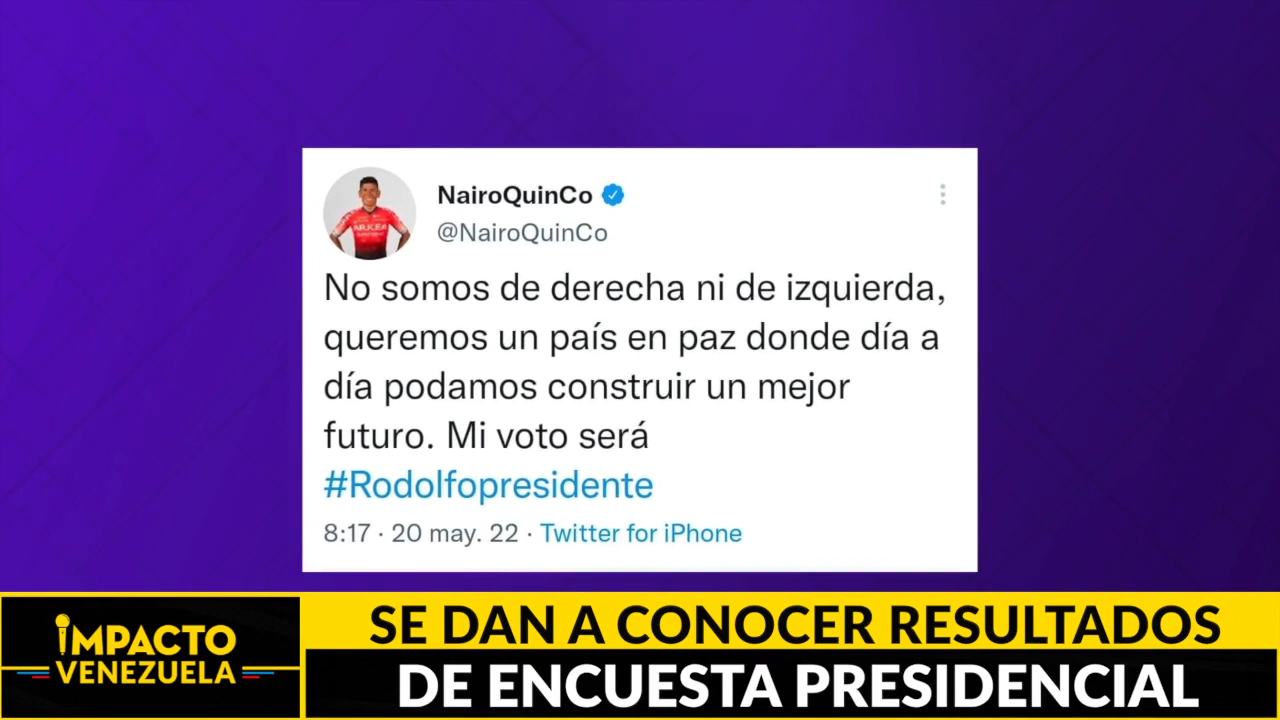 NairoQuinCo
@NairoQuinCo
No somos de derecha ni de izquierda,
queremos un país en paz donde día a
día podamos construir un mejor
futuro. Mi voto será
#Rodolfopresidente
8:17 · 20 may. 22 · Twitter for iPhone
IMPACTO
VENEZUELA
SE DAN A CONOCER RESULTADOS
DE ENCUESTA PRESIDENCIAL